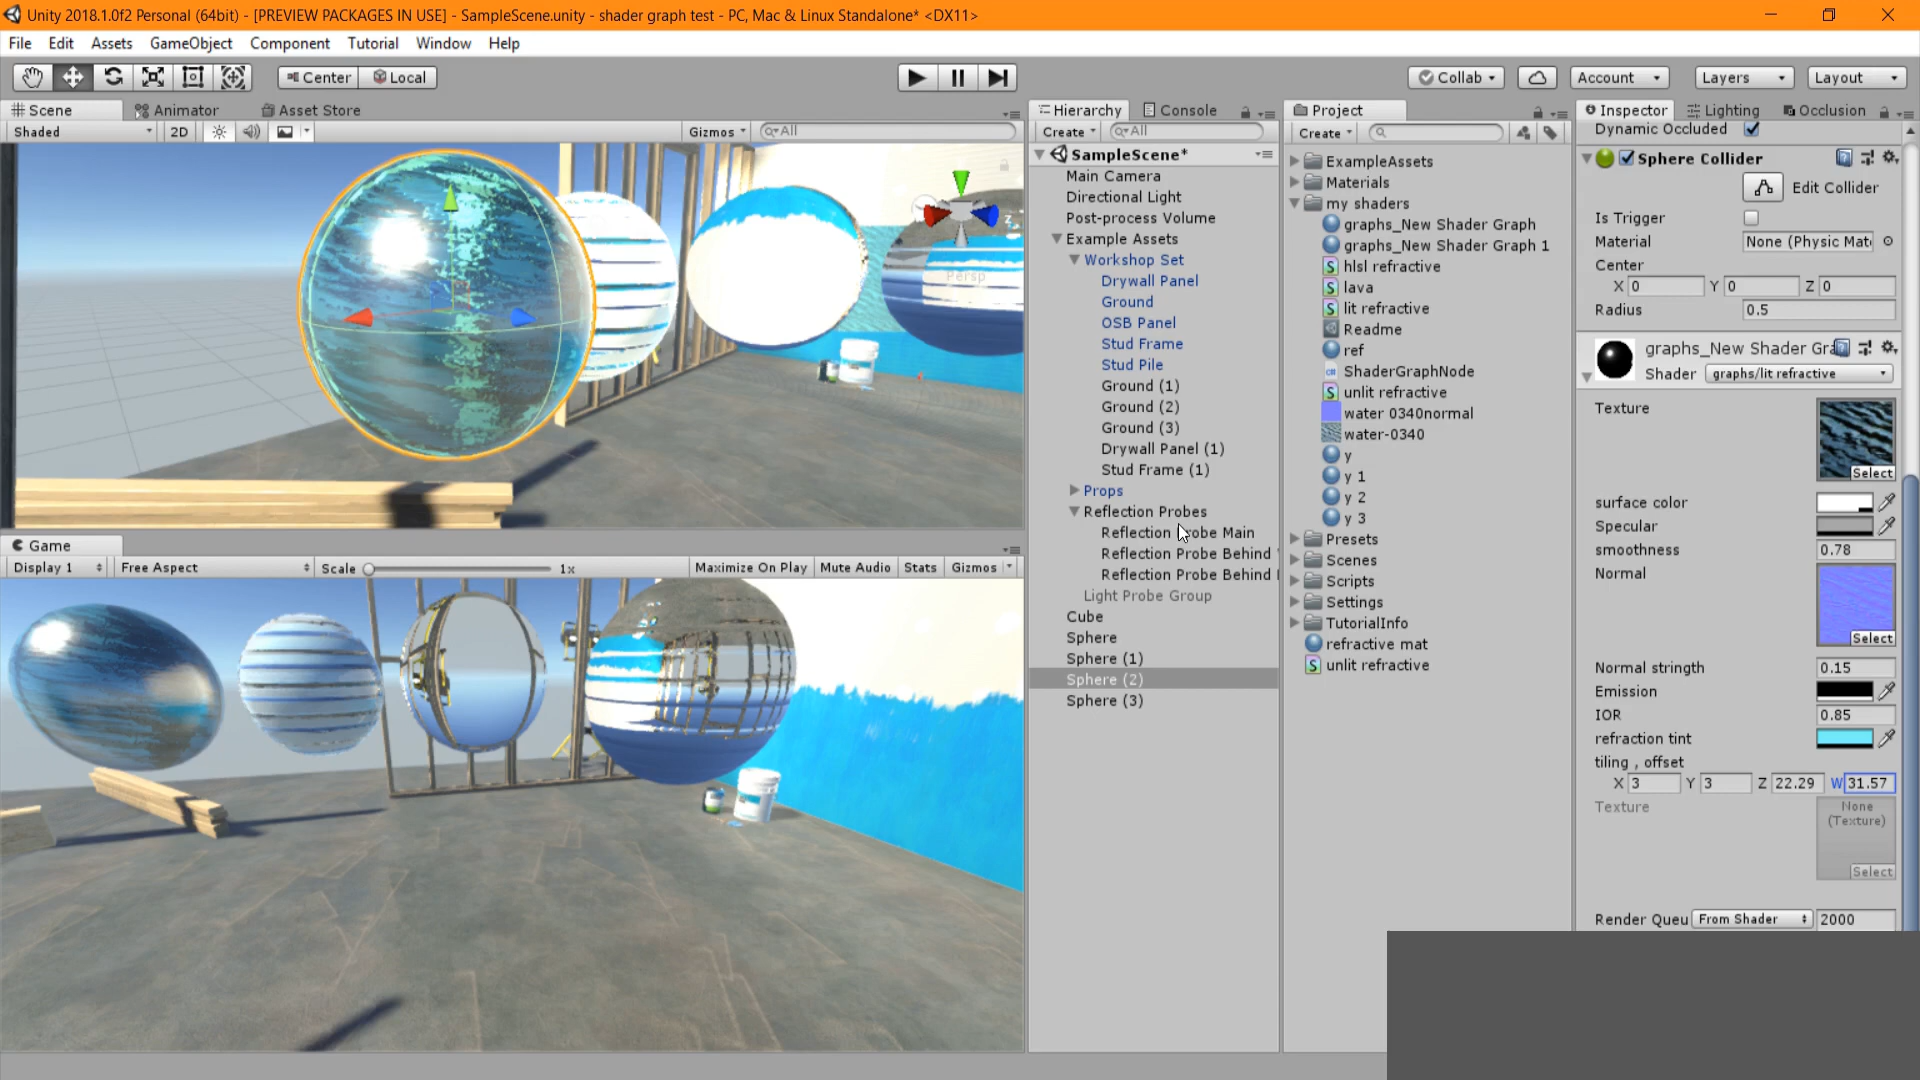 Unity 2018.1.0f2 Personal (64bit) - [PREVIEW PACKAGES IN USE] - SampleScene.unity - shader graph test - PC, Mac & Linux Standalone* <DX11>
File Edit Assets GameObject Component Tutorial Window Help
Center Local Collab Account Layers Layout
Scene Animator Asset Store
Shaded 2D Gizmos All
Persp
z
Game
Display 1 Free Aspect Scale 1x Maximize On Play Mute Audio Stats Gizmos
Hierarchy Console
Create All
SampleScene*
Main Camera
Directional Light
Post-process Volume
Example Assets
Workshop Set
Drywall Panel
Ground
OSB Panel
Stud Frame
Stud Pile
Ground (1)
Ground (2)
Ground (3)
Drywall Panel (1)
Stud Frame (1)
Props
Reflection Probes
Reflection Probe Main
Reflection Probe Behind
Reflection Probe Behind
Light Probe Group
Cube
Sphere
Sphere (1)
Sphere (2)
Sphere (3)
Project
Create
ExampleAssets
Materials
my shaders
graphs_New Shader Graph
graphs_New Shader Graph 1
hlsl refractive
lava
lit refractive
Readme
ref
ShaderGraphNode
unlit refractive
water 0340normal
water-0340
y
y 1
y 2
y 3
Presets
Scenes
Scripts
Settings
TutorialInfo
refractive mat
unlit refractive
Inspector Lighting Occlusion
Dynamic Occluded
Sphere Collider
Edit Collider
Is Trigger
Material None (Physic Mat
Center
X 0 Y 0 Z 0
Radius 0.5
graphs_New Shader Gra
Shader graphs/lit refractive
Texture
Select
surface color
Specular
smoothness 0.78
Normal
Select
Normal strength 0.15
Emission
IOR 0.85
refraction tint
tiling , offset
X 3 Y 3 Z 22.29 W 31.57
Texture None
(Texture)
Select
Render Queu From Shader 2000